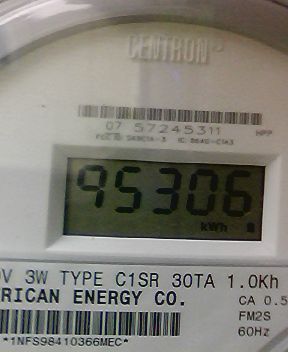 CENTRON
07 57245311 HPP
95306
kWh
V 3W TYPE C1SR 30TA 1.0Kh
RICAN ENERGY CO. CA 0.5
FM2S
*1NFS98410366MEC* 60Hz